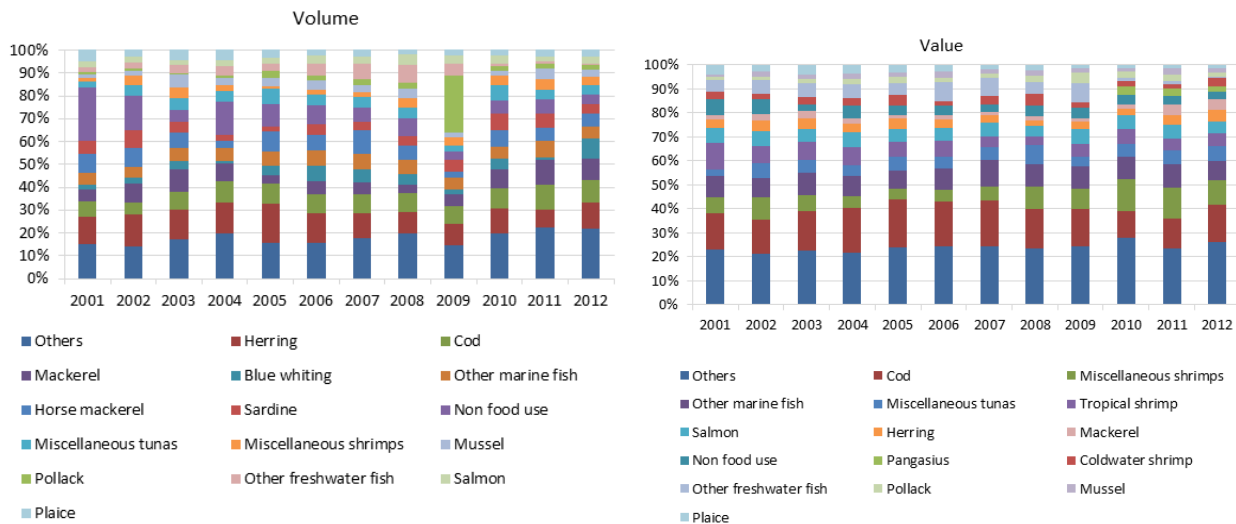 Volume
100%
90%
80%
70%
60%
50%
40%
30%
20%
10%
0%
2001 2002 2003 2004 2005 2006 2007 2008 2009 2010 2011 2012
Others Herring Cod
Mackerel Blue whiting Other marine fish
Horse mackerel Sardine Non food use
Miscellaneous tunas Miscellaneous shrimps Mussel
Pollack Other freshwater fish Salmon
Plaice
Value
100%
90%
80%
70%
60%
50%
40%
30%
20%
10%
0%
2001 2002 2003 2004 2005 2006 2007 2008 2009 2010 2011 2012
Others Cod Miscellaneous shrimps
Other marine fish Miscellaneous tunas Tropical shrimp
Salmon Herring Mackerel
Non food use Pangasius Coldwater shrimp
Other freshwater fish Pollack Mussel
Plaice